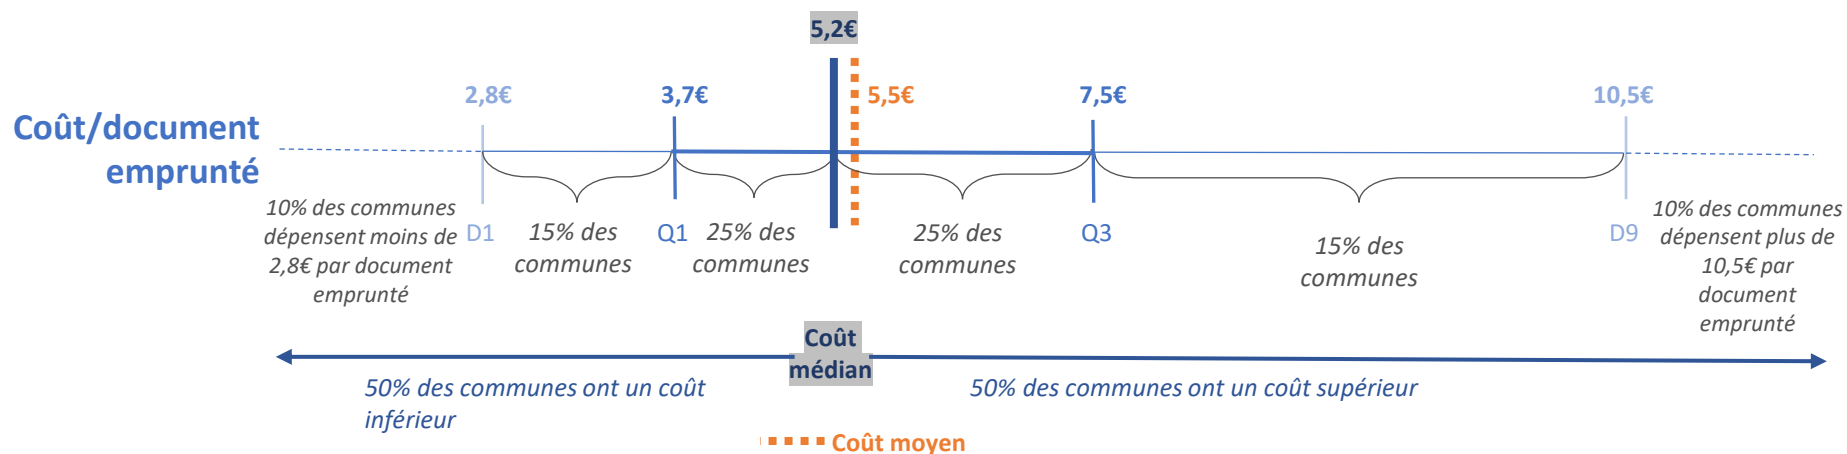 5,2€
2,8€
3,7€
5,5€
7,5€
10,5€
Coût/document
emprunté
10% des communes
dépensent moins de
2,8€ par document
emprunté
D1
15% des
communes
Q1
25% des
communes
25% des
communes
Q3
15% des
communes
D9
10% des communes
dépensent plus de
10,5€ par
document
emprunté
Coût
médian
50% des communes ont un coût
inférieur
50% des communes ont un coût supérieur
Coût moyen